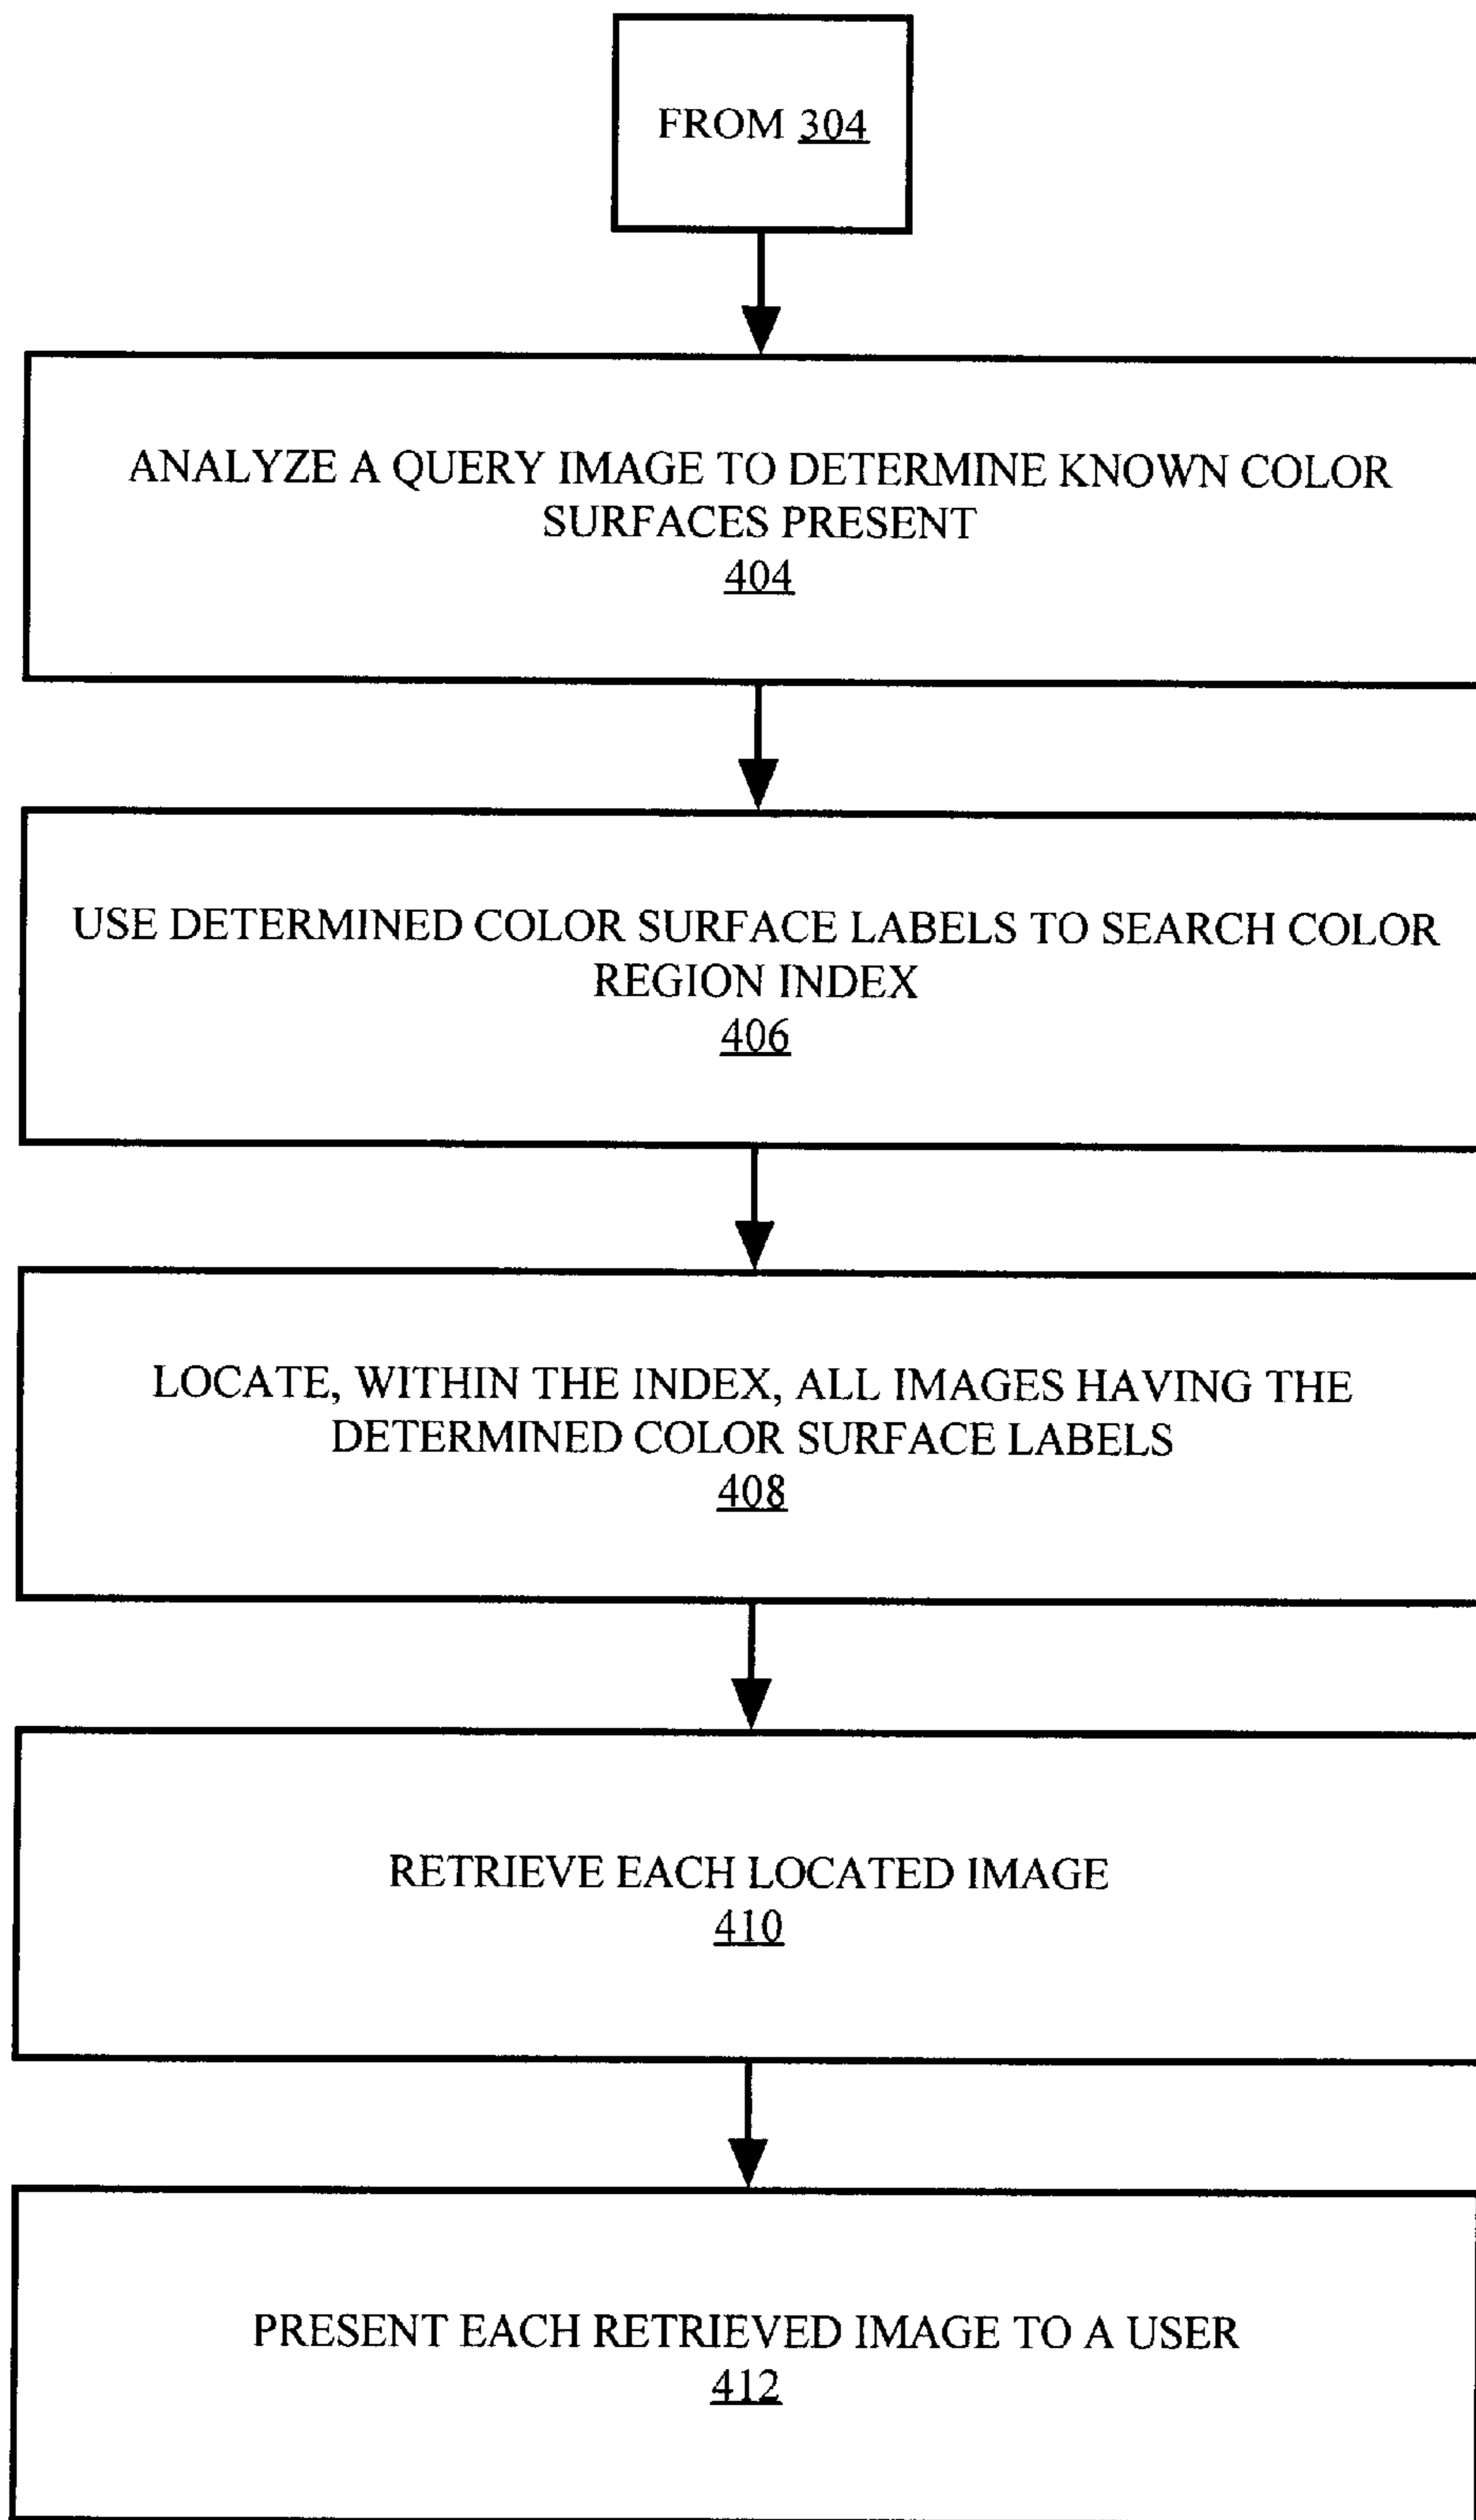 FROM 304
ANALYZE A QUERY IMAGE TO DETERMINE KNOWN COLOR
SURFACES PRESENT
404
USE DETERMINED COLOR SURFACE LABELS TO SEARCH COLOR
REGION INDEX
406
LOCATE, WITHIN THE INDEX, ALL IMAGES HAVING THE
DETERMINED COLOR SURFACE LABELS
408
RETRIEVE EACH LOCATED IMAGE
410
PRESENT EACH RETRIEVED IMAGE TO A USER
412